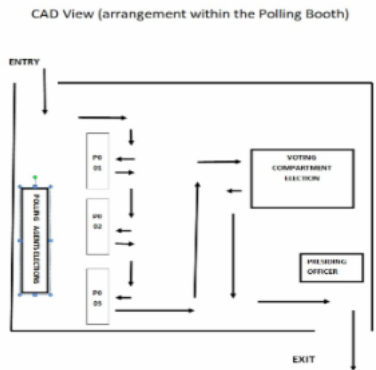 CAD View (arrangement within the Polling Booth)
ENTRY
PO
01
PO
02
PO
03
POLLING AGENTS ELECTIONS
VOTING
COMPARTMENT
ELECTION
PRESIDING
OFFICER
EXIT